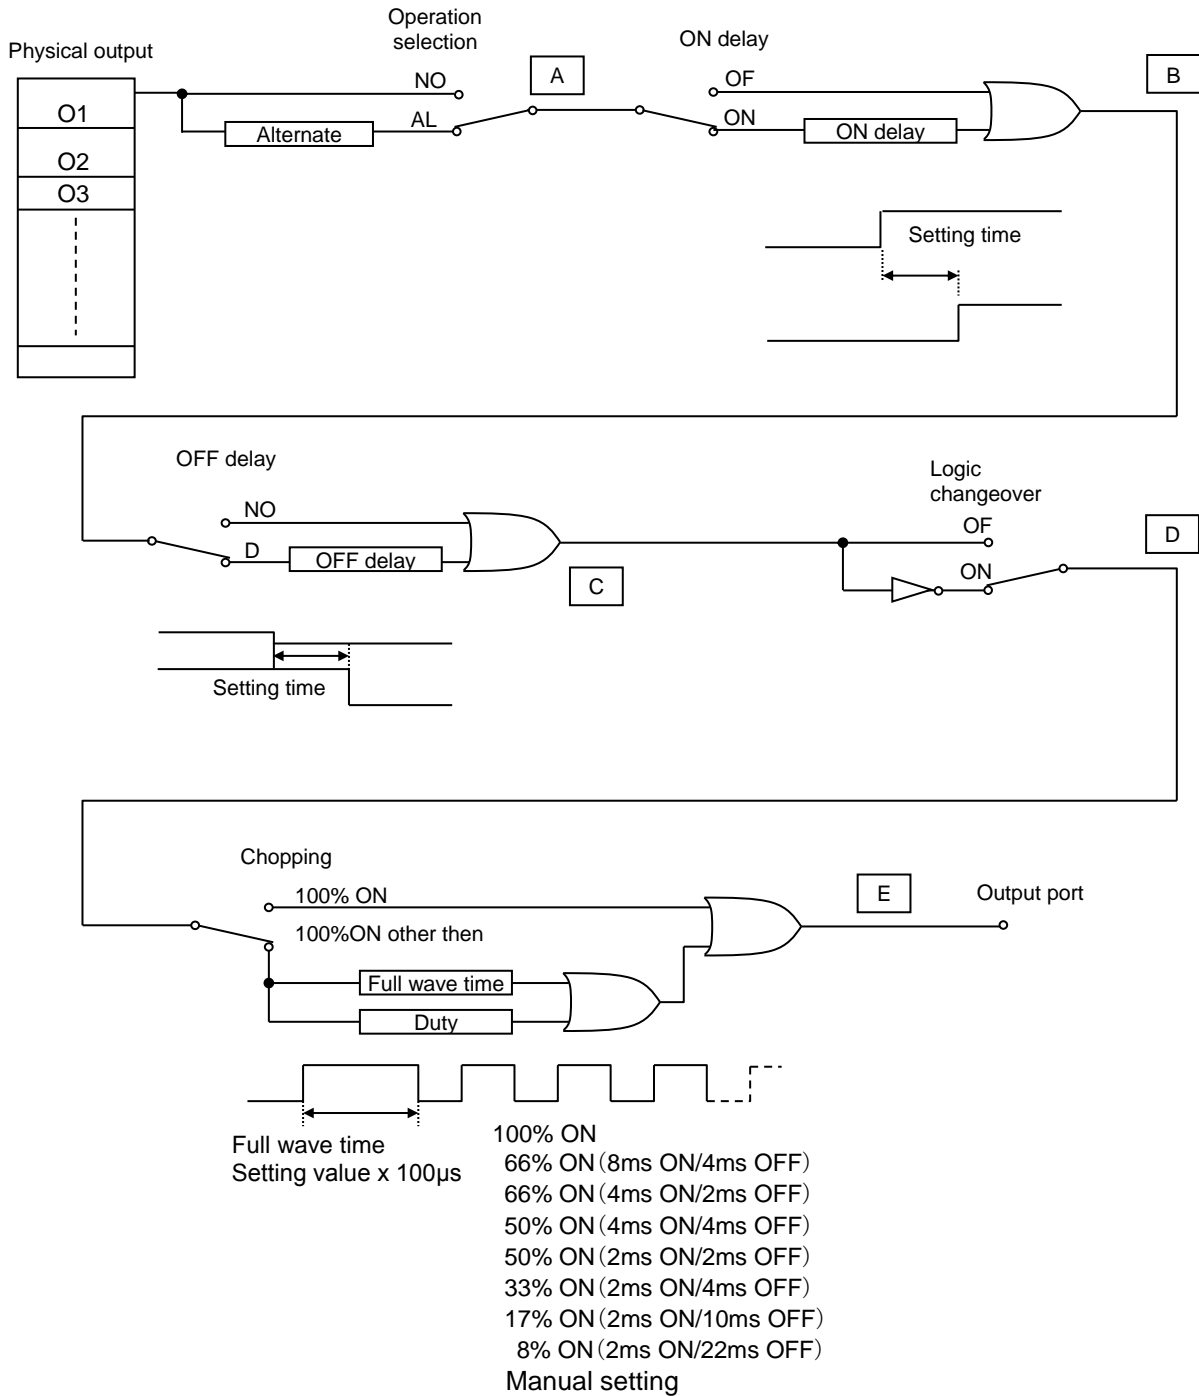 Physical output
O1
O2
O3
Operation
selection
NO
AL
Alternate
A
ON delay
OF
ON
ON delay
B
Setting time
OFF delay
NO
D
OFF delay
C
Setting time
Logic
changeover
OF
ON
D
Chopping
100% ON
100%ON other then
Full wave time
Duty
E
Output port
Full wave time
Setting value x 100μs
100% ON
66% ON（8ms ON/4ms OFF）
66% ON（4ms ON/2ms OFF）
50% ON（4ms ON/4ms OFF）
50% ON（2ms ON/2ms OFF）
33% ON（2ms ON/4ms OFF）
17% ON（2ms ON/10ms OFF）
8% ON（2ms ON/22ms OFF）
Manual setting